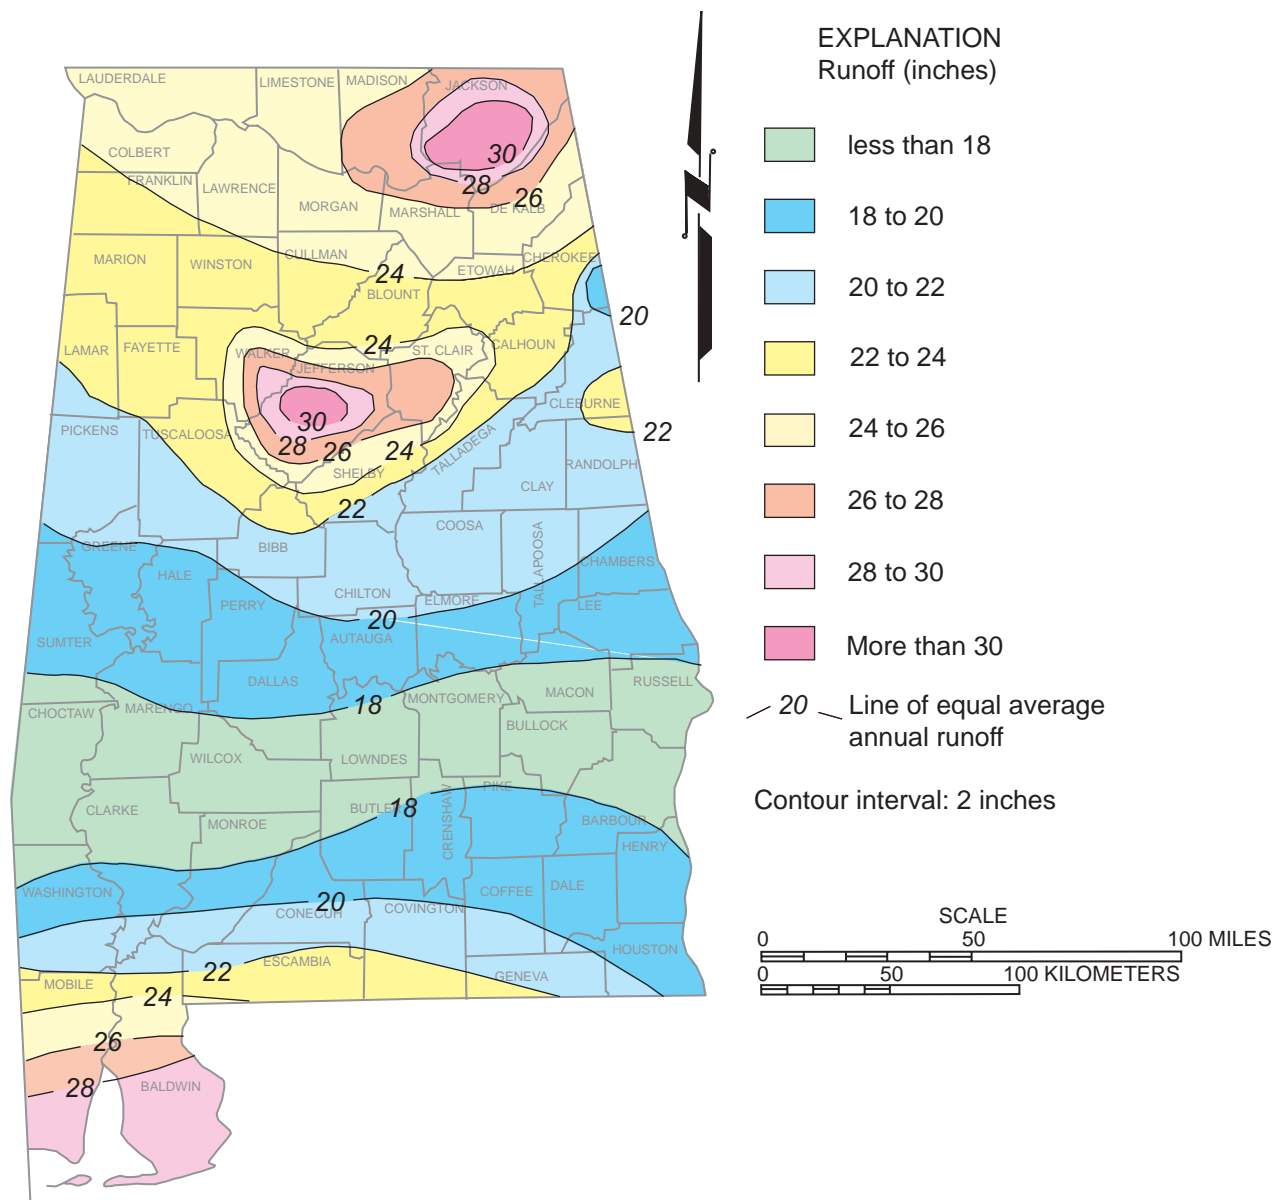 EXPLANATION
Runoff (inches)
less than 18
18 to 20
20 to 22
22 to 24
24 to 26
26 to 28
28 to 30
More than 30
20 Line of equal average
annual runoff
Contour interval: 2 inches
SCALE
0 50 100 MILES
0 50 100 KILOMETERS
LAUDERDALE
LIMESTONE
MADISON
JACKSON
COLBERT
30
FRANKLIN
LAWRENCE
28
26
MORGAN
MARSHALL
DE KALB
CULLMAN
CHEROKEE
MARION
WINSTON
24
ETOWAH
BLOUNT
20
LAMAR
FAYETTE
WALKER
24
ST. CLAIR
CALHOUN
JEFFERSON
CLEBURNE
30
PICKENS
TUSCALOOSA
28
26
24
TALLADEGA
22
SHELBY
RANDOLPH
CLAY
22
COOSA
GREENE
BIBB
TALLAPOOSA
CHAMBERS
HALE
CHILTON
PERRY
ELMORE
LEE
20
SUMTER
AUTAUGA
DALLAS
RUSSELL
MACON
MONTGOMERY
CHOCTAW
MARENGO
18
BULLOCK
WILCOX
LOWNDES
PIKE
CLARKE
BUTLER
18
CRENSHAW
MONROE
BARBOUR
HENRY
WASHINGTON
COFFEE
DALE
20
CONECUH
COVINGTON
HOUSTON
ESCAMBIA
22
GENEVA
MOBILE
24
26
28
BALDWIN